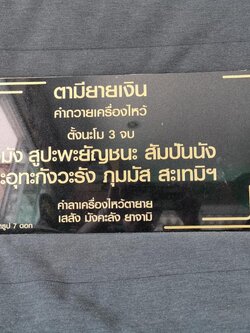 ตามียายเงิน
คำถวายเครื่องไหว้
ตั้งนะโม 3 จบ
มัง สูปะพะยัญชนะ สัมปันนัง
ะอุทะกังวะรัง ภุมมัส สะเทมิฯ
คำลาเครื่องไหว้ตายาย
เสสัง มังคะลัง ยาจามิ
ธูป 7 ดอก